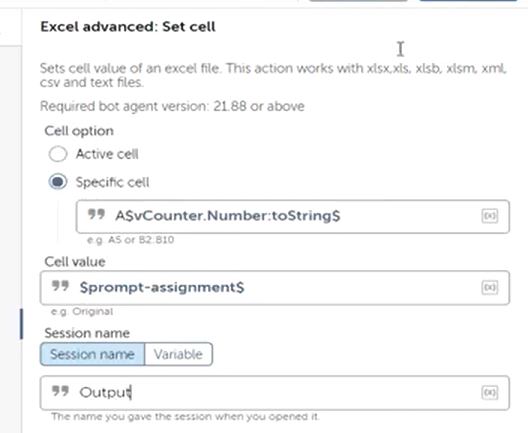 Excel advanced: Set cell
Sets cell value of an excel file. This action works with xlsx,xls, xlsb, xlsm, xml,
csv and text files.
Required bot agent version: 21.88 or above
Cell option
Active cell
Specific cell
" A$vCounter.Number:toString$ (x)
e.g. A5 or B2:B10
Cell value
" $prompt-assignment$ (x)
e.g. Original
Session name
Session name Variable
" Output (x)
The name you gave the session when you opened it.